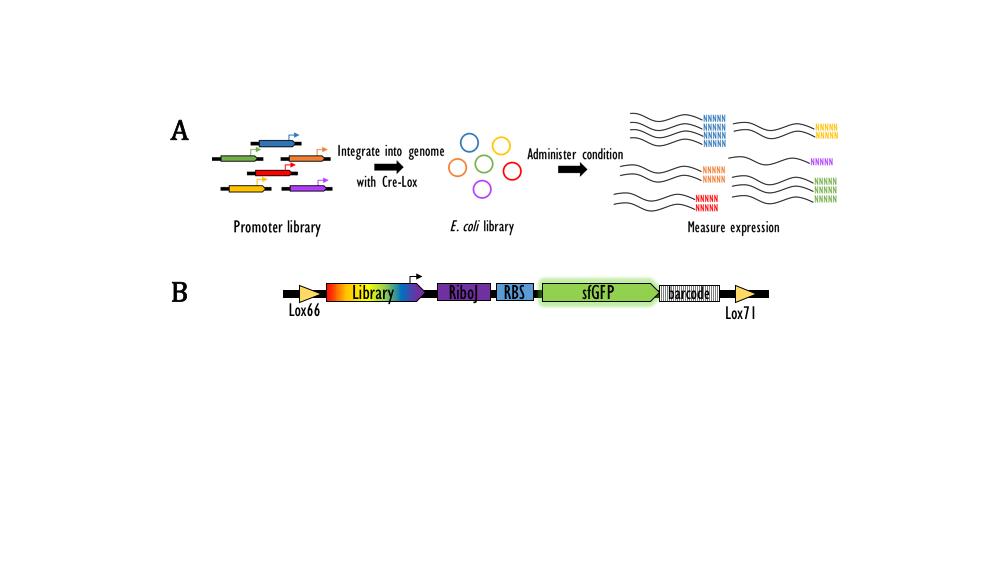 A
Integrate into genome
with Cre-Lox
Administer condition
NNNNN
NNNNN
NNNNN
NNNNN
NNNNN
NNNNN
NNNNN
NNNNN
NNNNN
NNNNN
NNNNN
NNNNN
NNNNN
NNNNN
Promoter library
E. coli library
Measure expression
B
Library
RiboJ
RBS
sfGFP
barcode
Lox66
Lox71